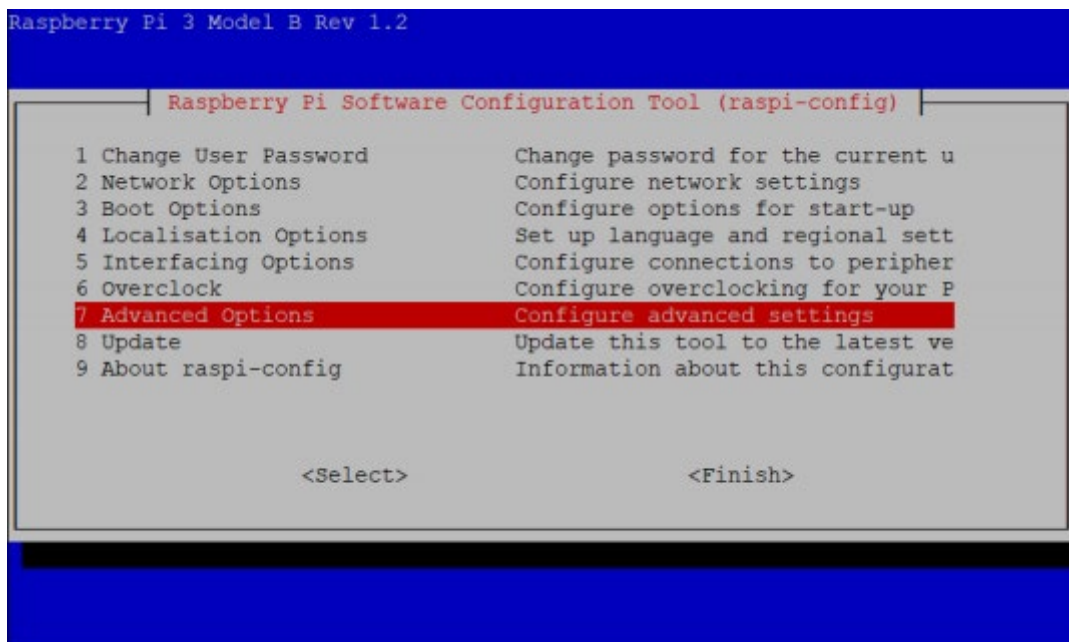 Raspberry Pi 3 Model B Rev 1.2
Raspberry Pi Software Configuration Tool (raspi-config)
1 Change User Password Change password for the current u
2 Network Options Configure network settings
3 Boot Options Configure options for start-up
4 Localisation Options Set up language and regional sett
5 Interfacing Options Configure connections to peripher
6 Overclock Configure overclocking for your P
7 Advanced Options Configure advanced settings
8 Update Update this tool to the latest ve
9 About raspi-config Information about this configurat
<Select> <Finish>